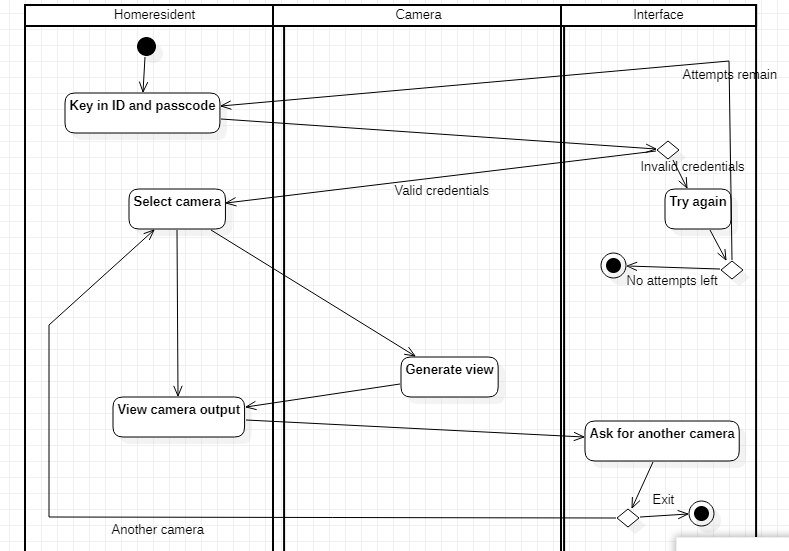 Homeresident
Camera
Interface
Attempts remain
Key in ID and passcode
Invalid credentials
Valid credentials
Select camera
Try again
No attempts left
Generate view
View camera output
Ask for another camera
Exit
Another camera